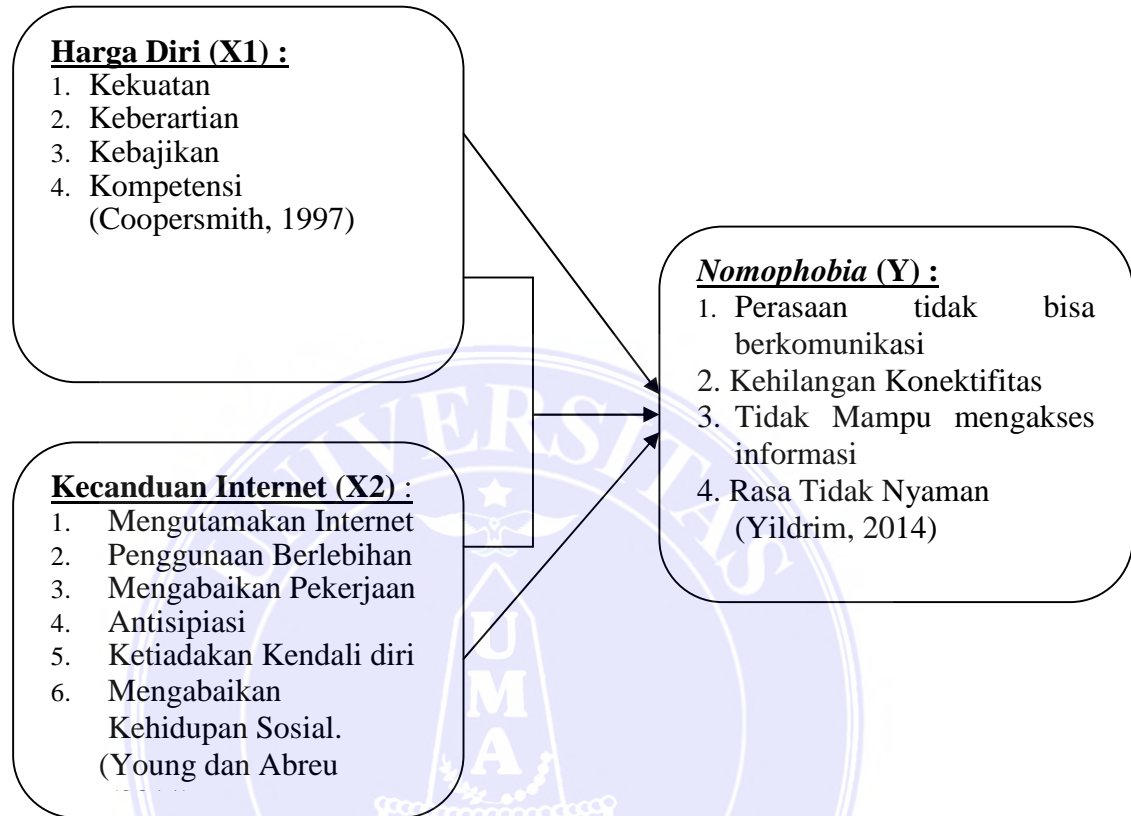 Harga Diri (X1) :
1. Kekuatan
2. Keberartian
3. Kebajikan
4. Kompetensi
(Coopersmith, 1997)
Nomophobia (Y) :
1. Perasaan tidak bisa
berkomunikasi
2. Kehilangan Konektifitas
3. Tidak Mampu mengakses
informasi
4. Rasa Tidak Nyaman
(Yildrim, 2014)
Kecanduan Internet (X2) :
1. Mengutamakan Internet
2. Penggunaan Berlebihan
3. Mengabaikan Pekerjaan
4. Antisipiasi
5. Ketiadakan Kendali diri
6. Mengabaikan
Kehidupan Sosial.
(Young dan Abreu
UNIVERSITAS
UMA